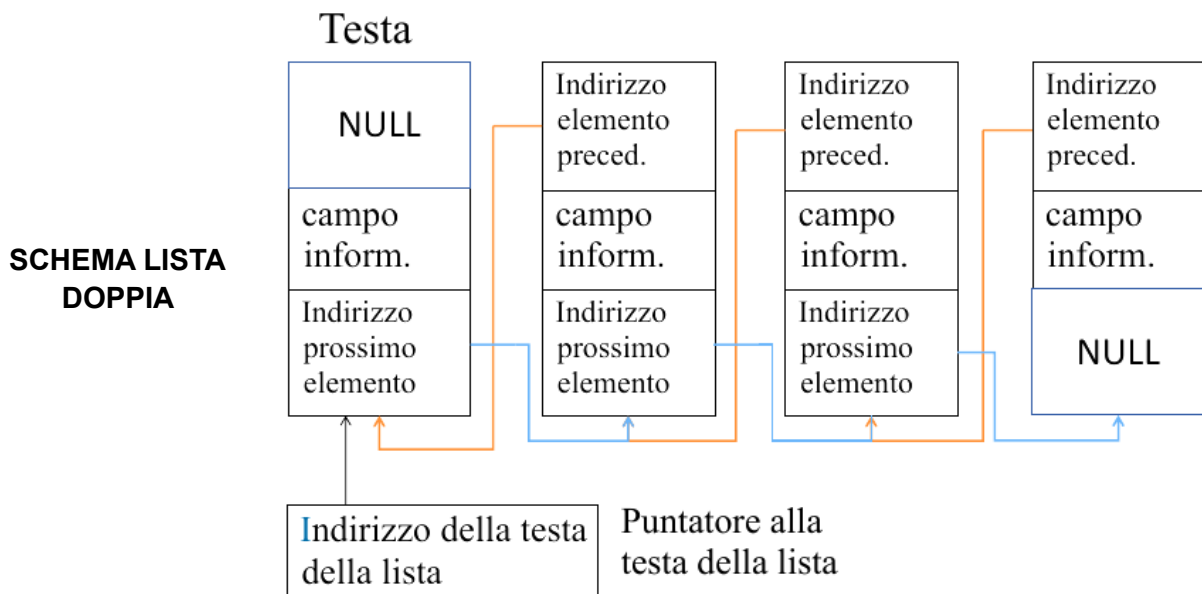 Testa
SCHEMA LISTA
DOPPIA
NULL
campo
inform.
Indirizzo
prossimo
elemento
Indirizzo
elemento
preced.
campo
inform.
Indirizzo
prossimo
elemento
Indirizzo
elemento
preced.
campo
inform.
Indirizzo
prossimo
elemento
Indirizzo
elemento
preced.
campo
inform.
NULL
Indirizzo della testa
della lista
Puntatore alla
testa della lista